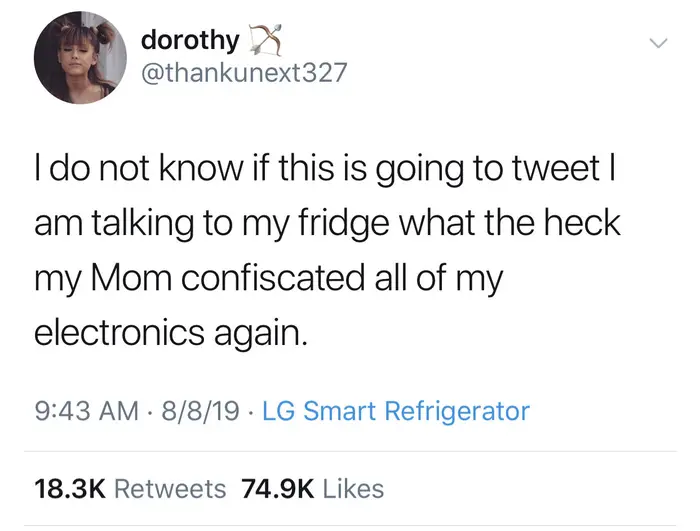 dorothy 🏹
@thankunext327
I do not know if this is going to tweet I
am talking to my fridge what the heck
my Mom confiscated all of my
electronics again.
9:43 AM · 8/8/19 · LG Smart Refrigerator
18.3K Retweets 74.9K Likes